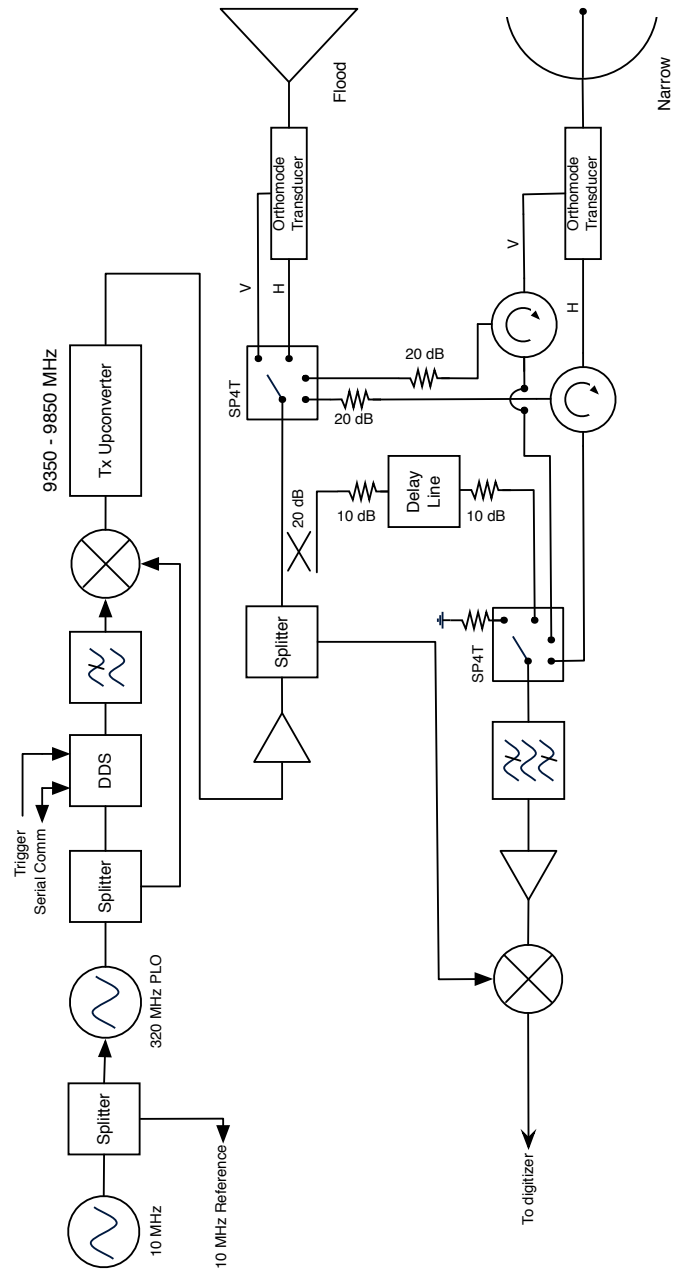 10 MHz
Splitter
10 MHz Reference
320 MHz PLO
Splitter
Trigger
Serial Comm
DDS
Tx Upconverter
9350 - 9850 MHz
Splitter
20 dB
SP4T
V
H
Orthomode
Transducer
Flood
20 dB
20 dB
10 dB
Delay
Line
10 dB
SP4T
V
H
Orthomode
Transducer
Narrow
To digitizer